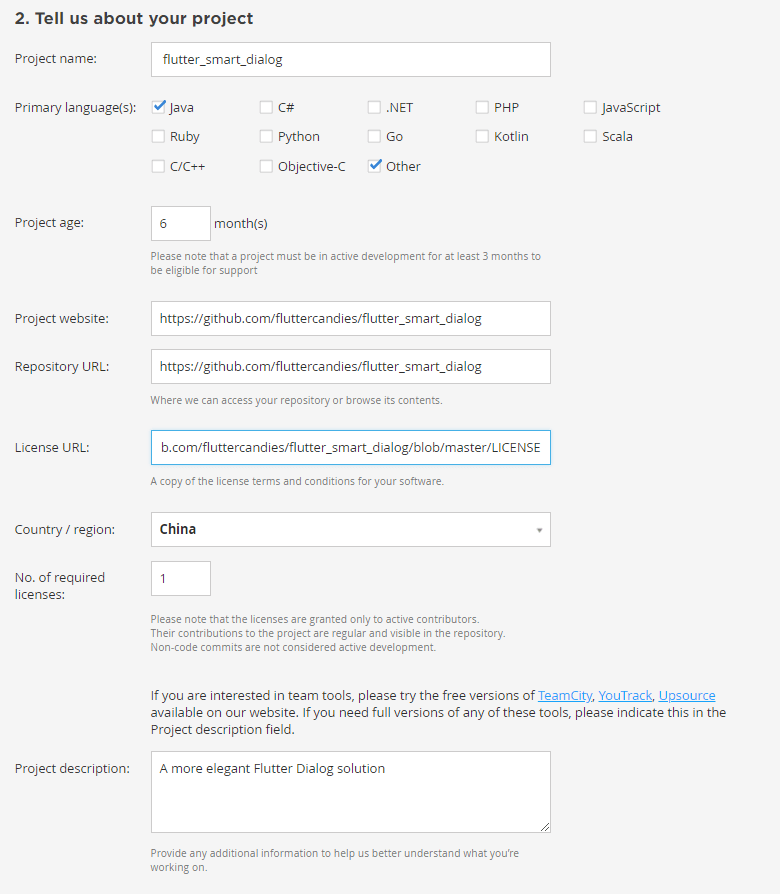 2. Tell us about your project
Project name:
flutter_smart_dialog
Primary language(s):
Java
C#
.NET
PHP
JavaScript
Ruby
Python
Go
Kotlin
Scala
C/C++
Objective-C
Other
Project age:
6
month(s)
Please note that a project must be in active development for at least 3 months to
be eligible for support
Project website:
https://github.com/fluttercandies/flutter_smart_dialog
Repository URL:
https://github.com/fluttercandies/flutter_smart_dialog
Where we can access your repository or browse its contents.
License URL:
b.com/fluttercandies/flutter_smart_dialog/blob/master/LICENSE
A copy of the license terms and conditions for your software.
Country / region:
China
No. of required
licenses:
1
Please note that the licenses are granted only to active contributors.
Their contributions to the project are regular and visible in the repository.
Non-code commits are not considered active development.
If you are interested in team tools, please try the free versions of TeamCity, YouTrack, Upsource
available on our website. If you need full versions of any of these tools, please indicate this in the
Project description field.
Project description:
A more elegant Flutter Dialog solution
Provide any additional information to help us better understand what you're
working on.